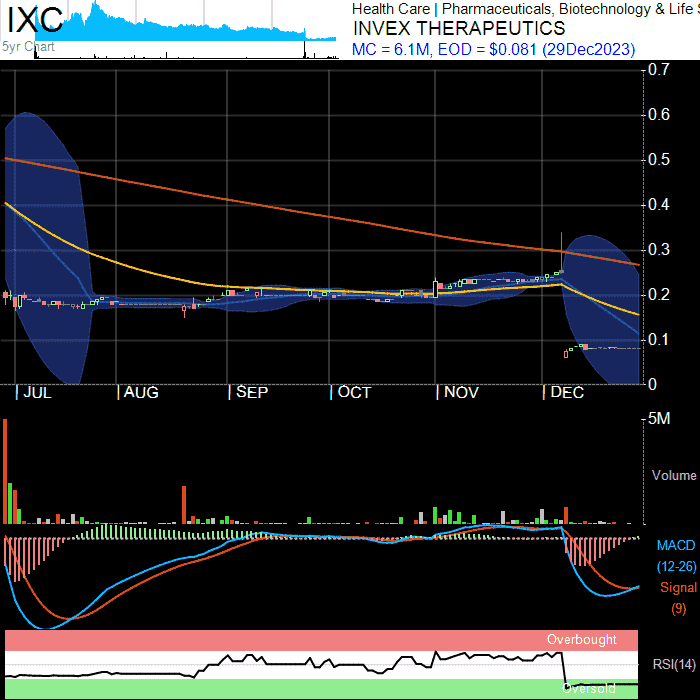 IXC
5yr Chart
Health Care | Pharmaceuticals, Biotechnology & Life
INVEX THERAPEUTICS
MC = 6.1M, EOD = $0.081 (29Dec2023)
0.7
0.6
0.5
0.4
0.3
0.2
0.1
0
| JUL | AUG | SEP | OCT | NOV | DEC
5M
Volume
MACD
(12-26)
Signal
(9)
Overbought
RSI(14)
Oversold